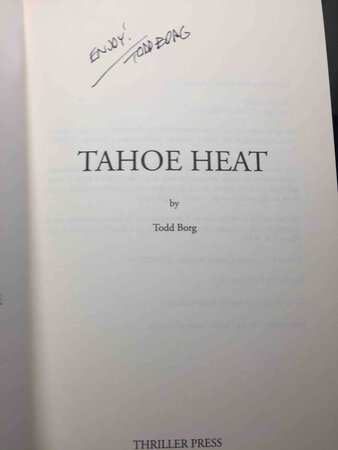 ENJOY!
TODD BORG
TAHOE HEAT
by
Todd Borg
THRILLER PRESS